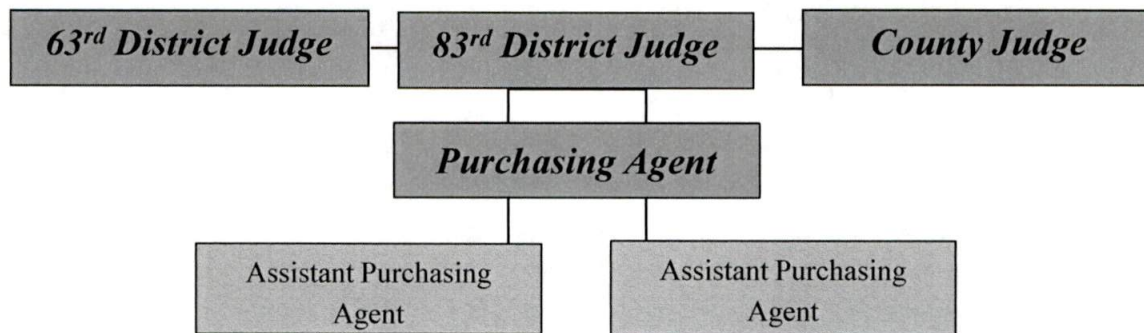 63rd District Judge
83rd District Judge
County Judge
Purchasing Agent
Assistant Purchasing
Agent
Assistant Purchasing
Agent